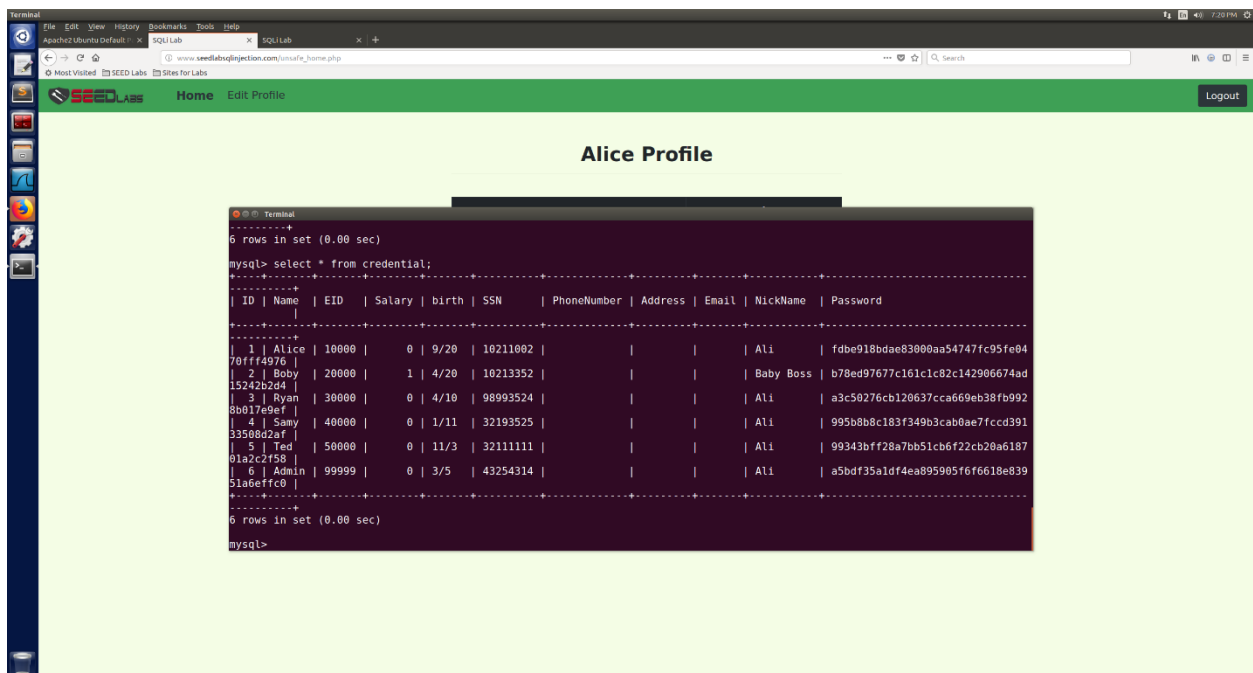 Terminal
En 7:20 PM
File Edit View History Bookmarks Tools Help
Apache2 Ubuntu Default P × SQLi Lab × SQLi Lab × +
www.seedlabsqlinjection.com/unsafe_home.php ••• Search
Most Visited SEED Labs Sites for Labs
SEEDLABS Home Edit Profile Logout
Alice Profile
Terminal
---------+
6 rows in set (0.00 sec)
mysql> select * from credential;
+----+-------+-------+--------+-------+----------+-------------+---------+-------+-----------+-------------------------------
----------+
| ID | Name | EID | Salary | birth | SSN | PhoneNumber | Address | Email | NickName | Password
|
+----+-------+-------+--------+-------+----------+-------------+---------+-------+-----------+-------------------------------
----------+
| 1 | Alice | 10000 | 0 | 9/20 | 10211002 | | | | Ali | fdbe918bdae83000aa54747fc95fe04
70fff4976 |
| 2 | Boby | 20000 | 1 | 4/20 | 10213352 | | | | Baby Boss | b78ed97677c161c1c82c142906674ad
15242b2d4 |
| 3 | Ryan | 30000 | 0 | 4/10 | 98993524 | | | | Ali | a3c50276cb120637cca669eb38fb992
8b017e9ef |
| 4 | Samy | 40000 | 0 | 1/11 | 32193525 | | | | Ali | 995b8b8c183f349b3cab0ae7fccd391
33508d2af |
| 5 | Ted | 50000 | 0 | 11/3 | 32111111 | | | | Ali | 99343bff28a7bb51cb6f22cb20a6187
01a2c2f58 |
| 6 | Admin | 99999 | 0 | 3/5 | 43254314 | | | | Ali | a5bdf35a1df4ea895905f6f6618e839
51a6effc0 |
+----+-------+-------+--------+-------+----------+-------------+---------+-------+-----------+-------------------------------
----------+
6 rows in set (0.00 sec)
mysql>